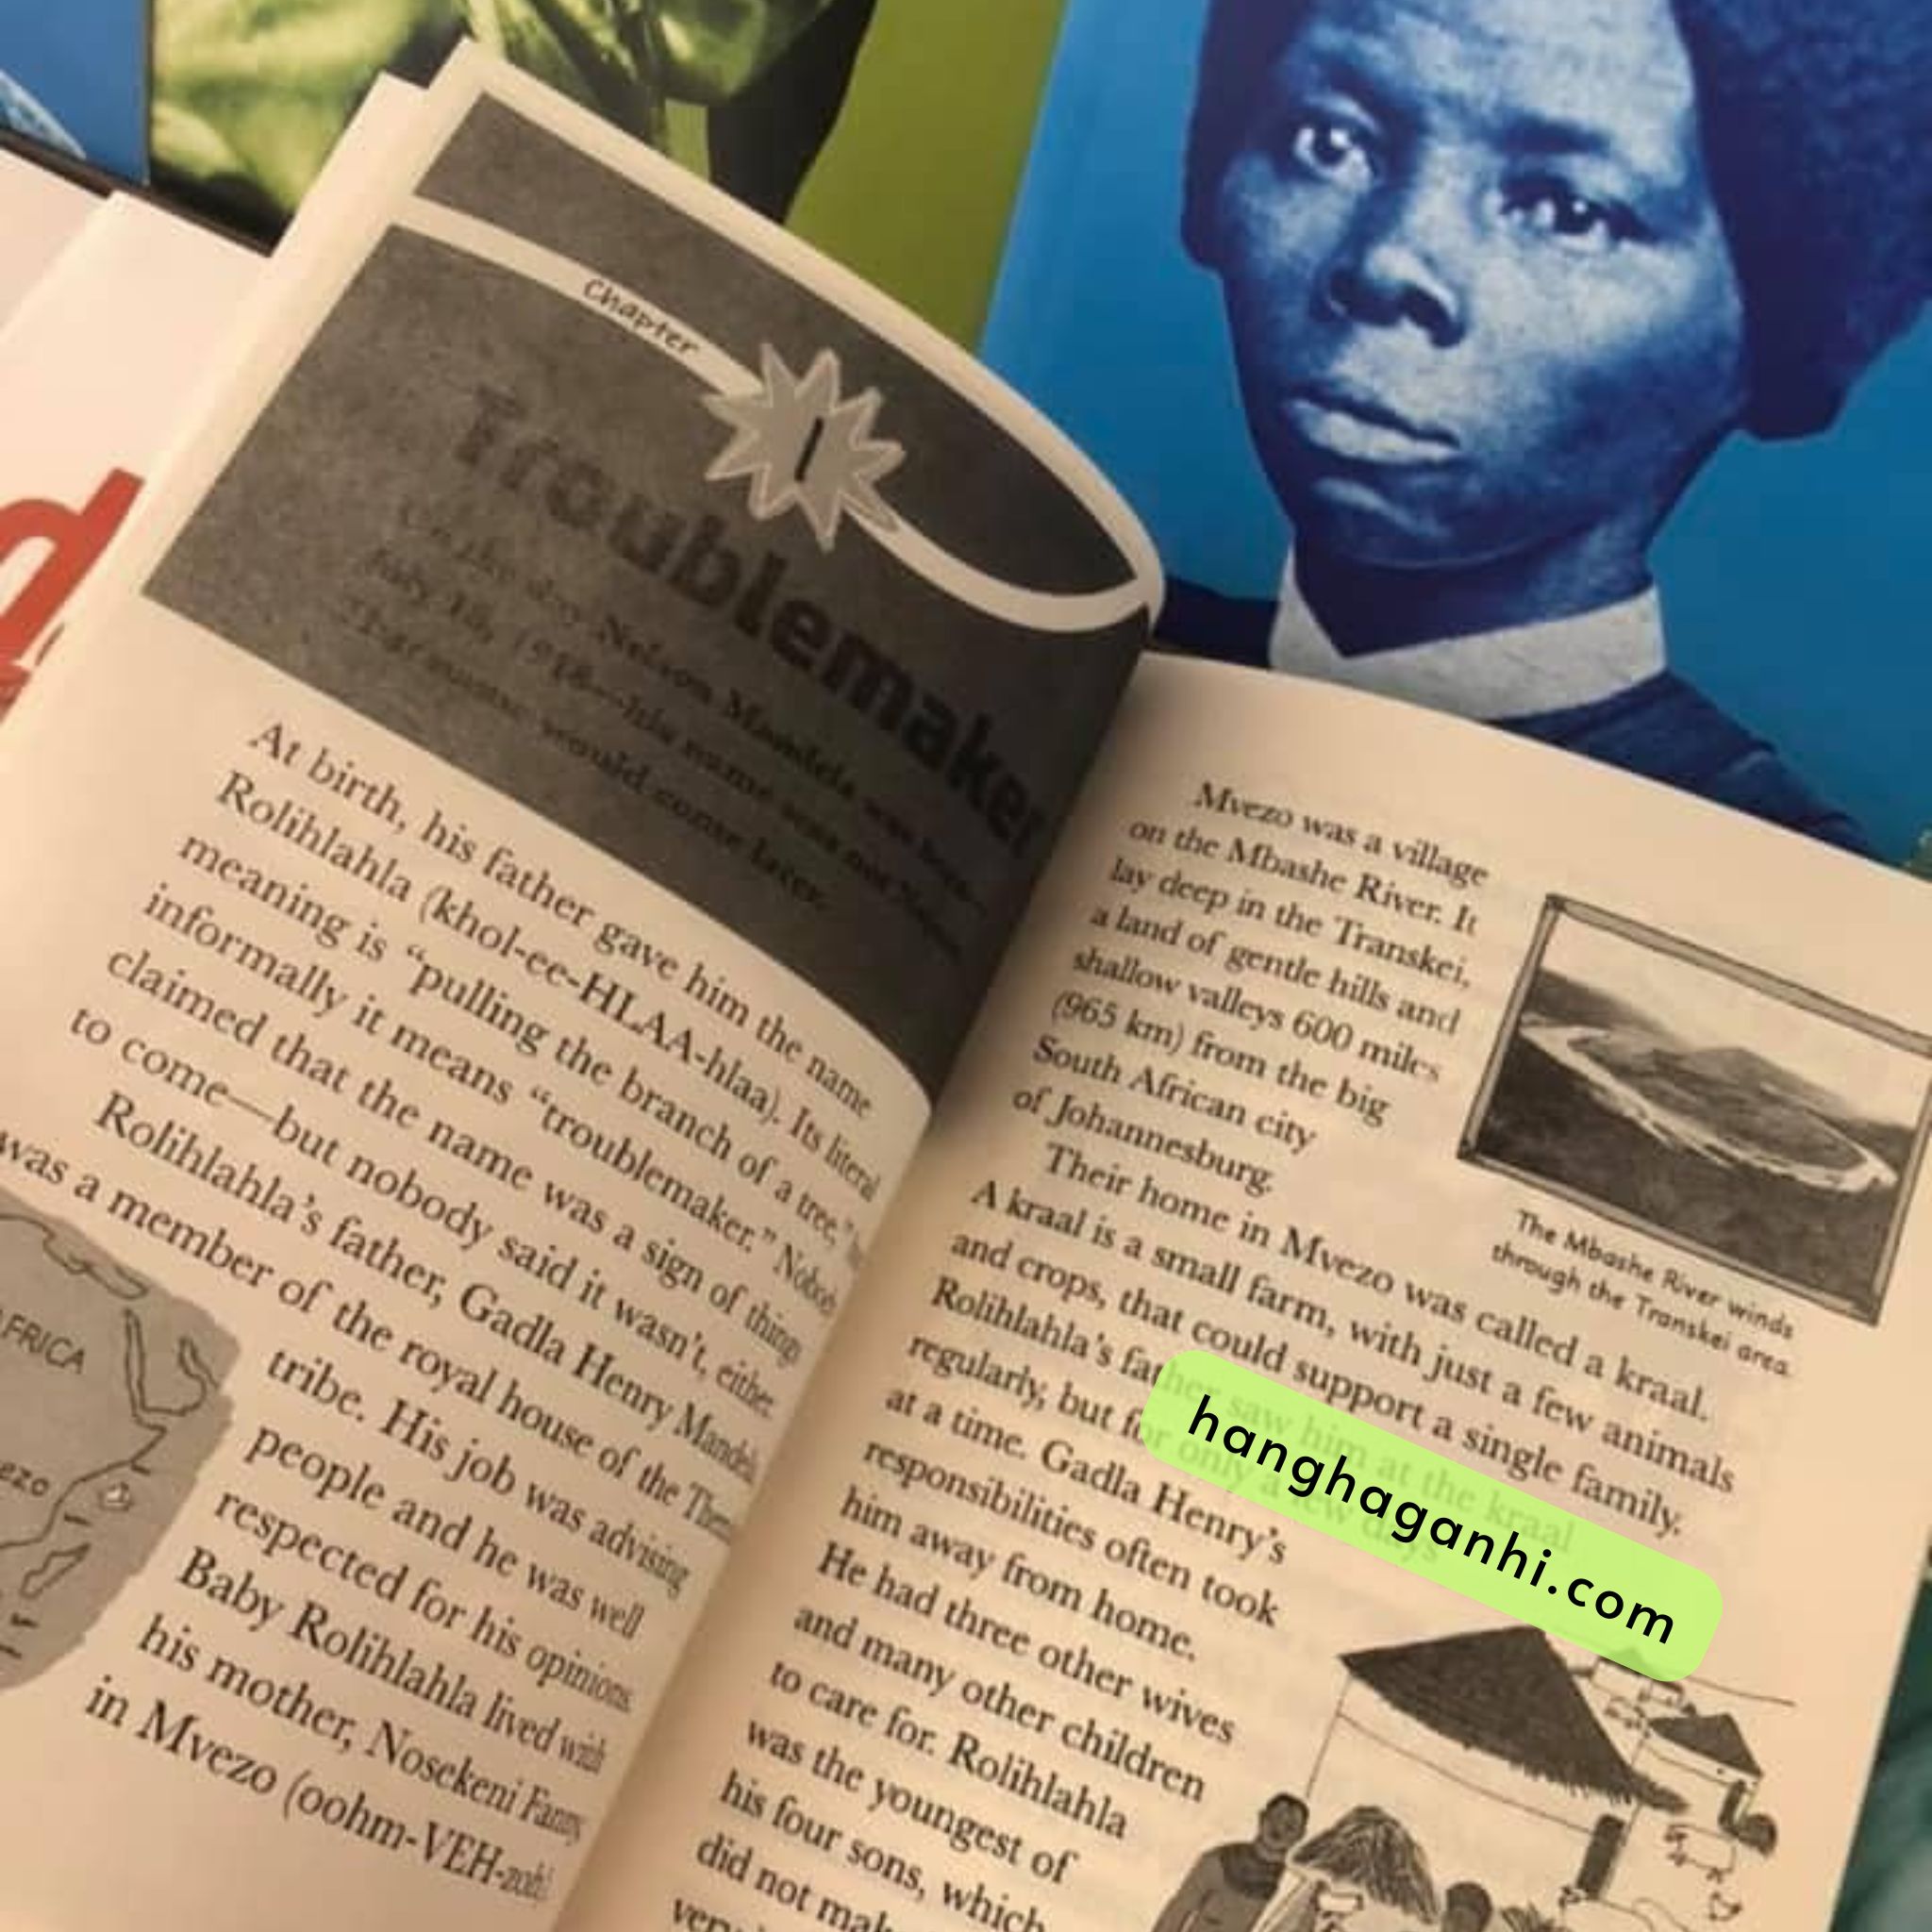 Chapter
1
Troublemaker
On the day Nelson Mandela was born—
July 18, 1918—his name was not Nelson.
That name would come later.
At birth, his father gave him the name
Rolihlahla (khol-ee-HLAA-hlaa). Its literal
meaning is “pulling the branch of a tree,”
informally it means “troublemaker.”
claimed that the name was a sign of things
to come—but nobody said it wasn’t, either.
Rolihlahla’s father, Gadla Henry
was a member of the royal house of the
tribe. His job was advising
people and he was well
respected for his opinions.
Baby Rolihlahla lived with
his mother, Nosekeni Fanny
in Mvezo (oohm-VEH-zoh)
Mvezo was a village
on the Mbashe River. It
lay deep in the Transkei,
a land of gentle hills and
shallow valleys 600 miles
(965 km) from the big
South African city
of Johannesburg.
Their home in Mvezo was called a kraal.
A kraal is a small farm, with just a few animals
and crops, that could support a single family.
Rolihlahla’s father saw him at the kraal
regularly, but for only a few days
at a time. Gadla Henry’s
responsibilities often took
him away from home.
He had three other wives
and many other children
to care for. Rolihlahla
was the youngest of
his four sons, which
did not
The Mbashe River winds
through the Transkei area.
hanghaganhi.com